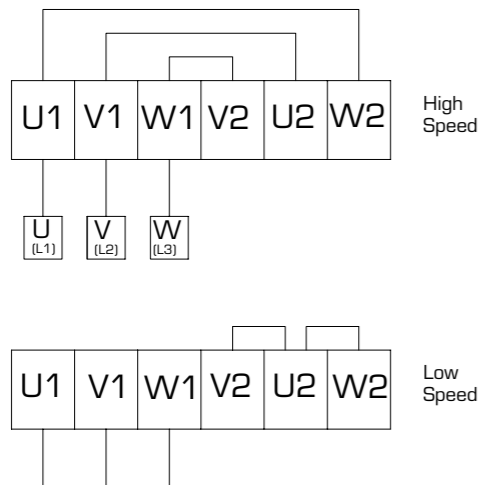 U1 V1 W1 V2 U2 W2
High
Speed
U V W
(L1) (L2) (L3)
U1 V1 W1 V2 U2 W2
Low
Speed